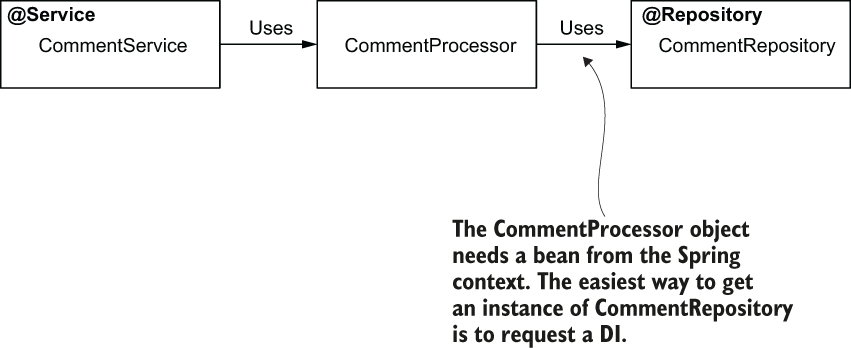 @Service
CommentService
Uses
CommentProcessor
Uses
@Repository
CommentRepository
The CommentProcessor object
needs a bean from the Spring
context. The easiest way to get
an instance of CommentRepository
is to request a DI.